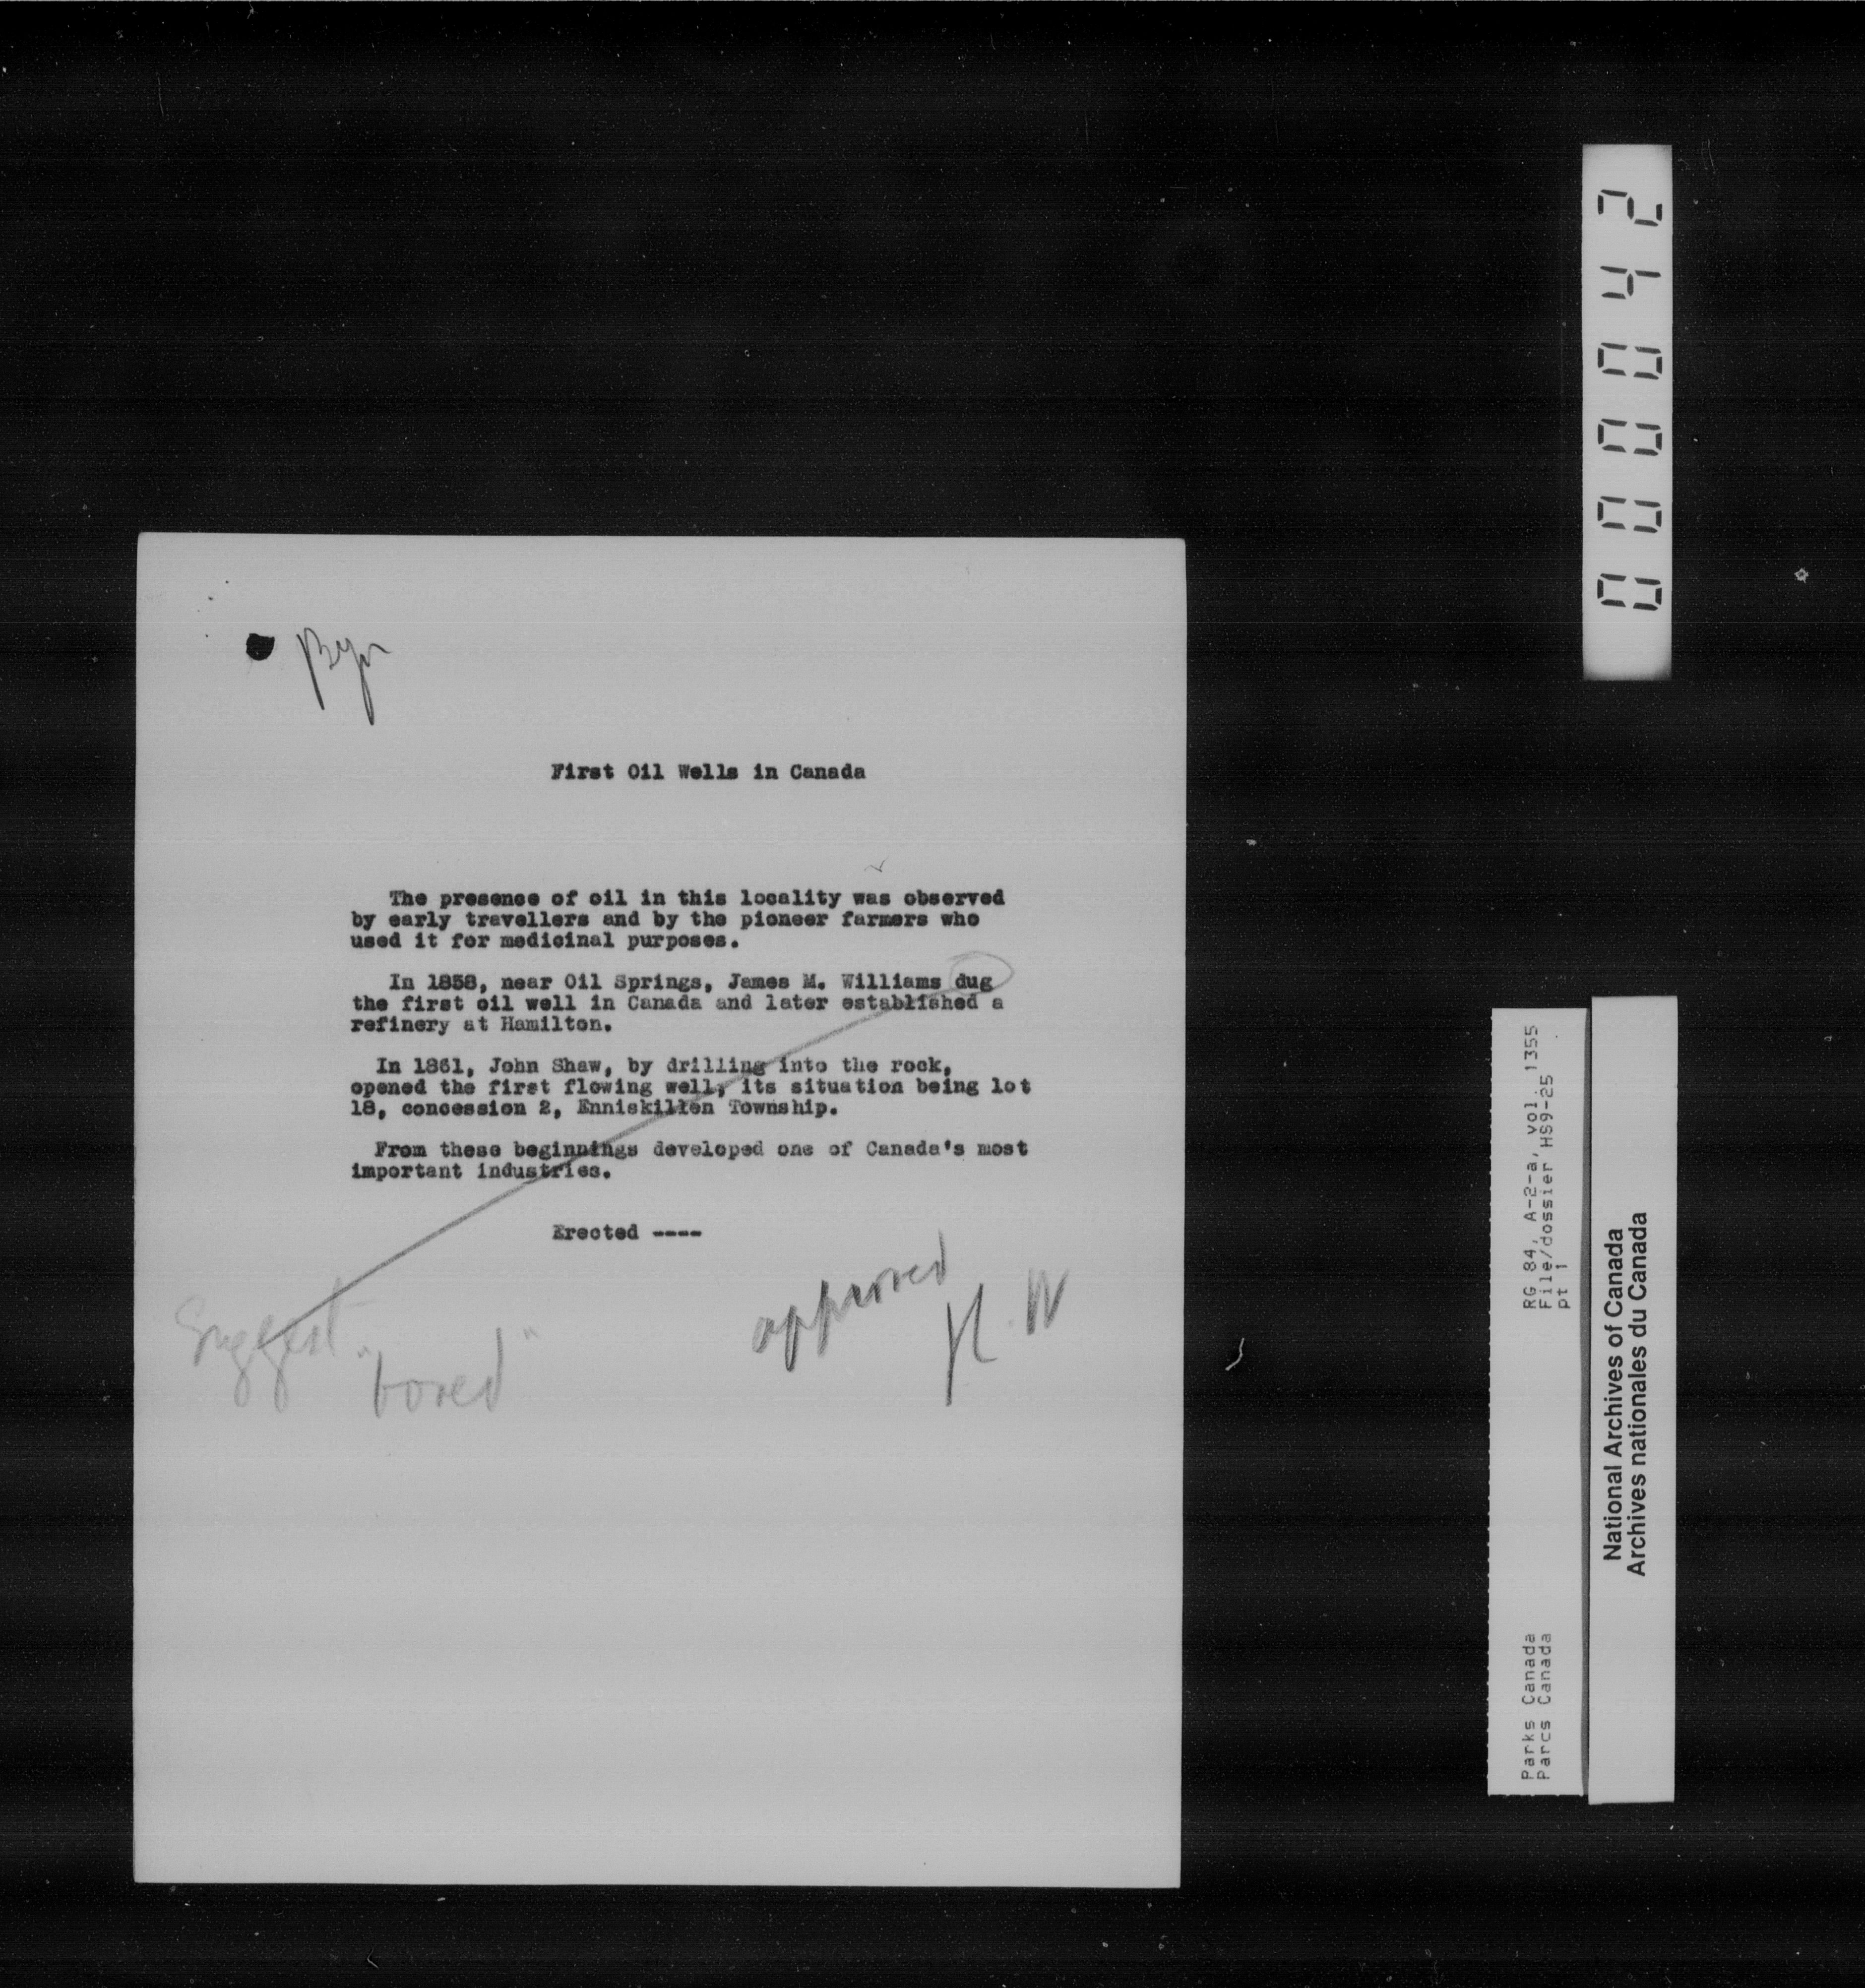 First Oil Wells in Canada
The presence of oil in this locality was observed
by early travellers and by the pioneer farmers who
used it for medicinal purposes.
In 1858, near Oil Springs, James M. Williams dug
the first oil well in Canada and later established a
refinery at Hamilton.
In 1861, John Shaw, by drilling into the rock,
opened the first flowing well, its situation being lot
18, concession 2, Enniskillen Township.
From these beginnings developed one of Canada's most
important industries.
Erected ----
approved
Suggest
"bored"
000042
RG 84, A-2-a, vol. 1355
File/dossier HS9-25
pt 1
Parks Canada
Parcs Canada
National Archives of Canada
Archives nationales du Canada